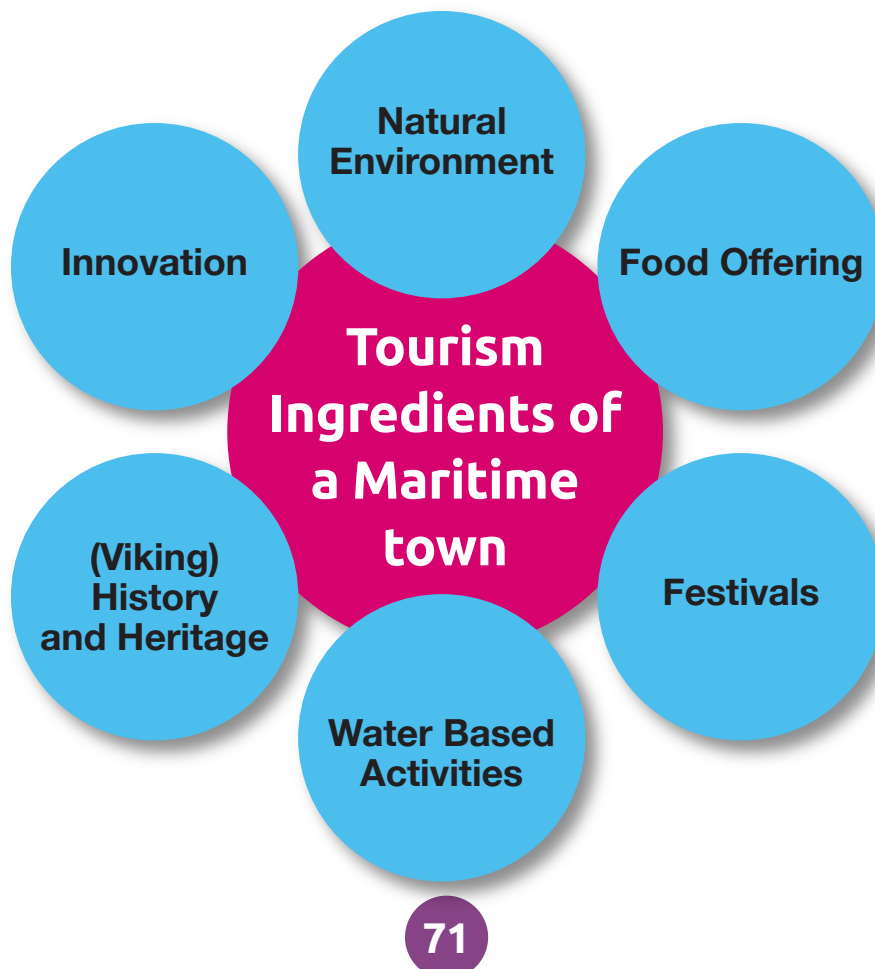 Natural
Environment
Innovation
Food Offering
Tourism
Ingredients of
a Maritime
town
(Viking)
History
and Heritage
Festivals
Water Based
Activities
71